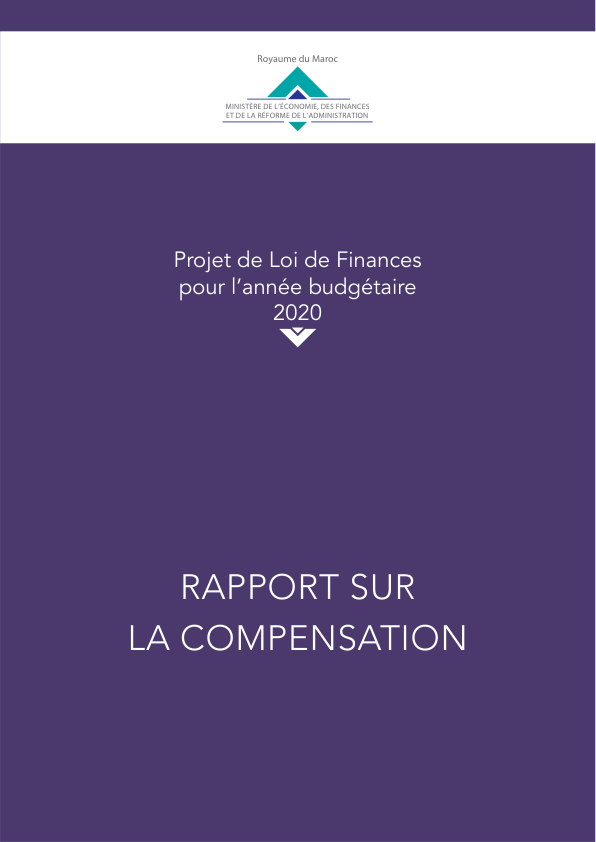 Royaume du Maroc
MINISTÈRE DE L'ÉCONOMIE, DES FINANCES
ET DE LA RÉFORME DE L'ADMINISTRATION
Projet de Loi de Finances
pour l'année budgétaire
2020
RAPPORT SUR
LA COMPENSATION